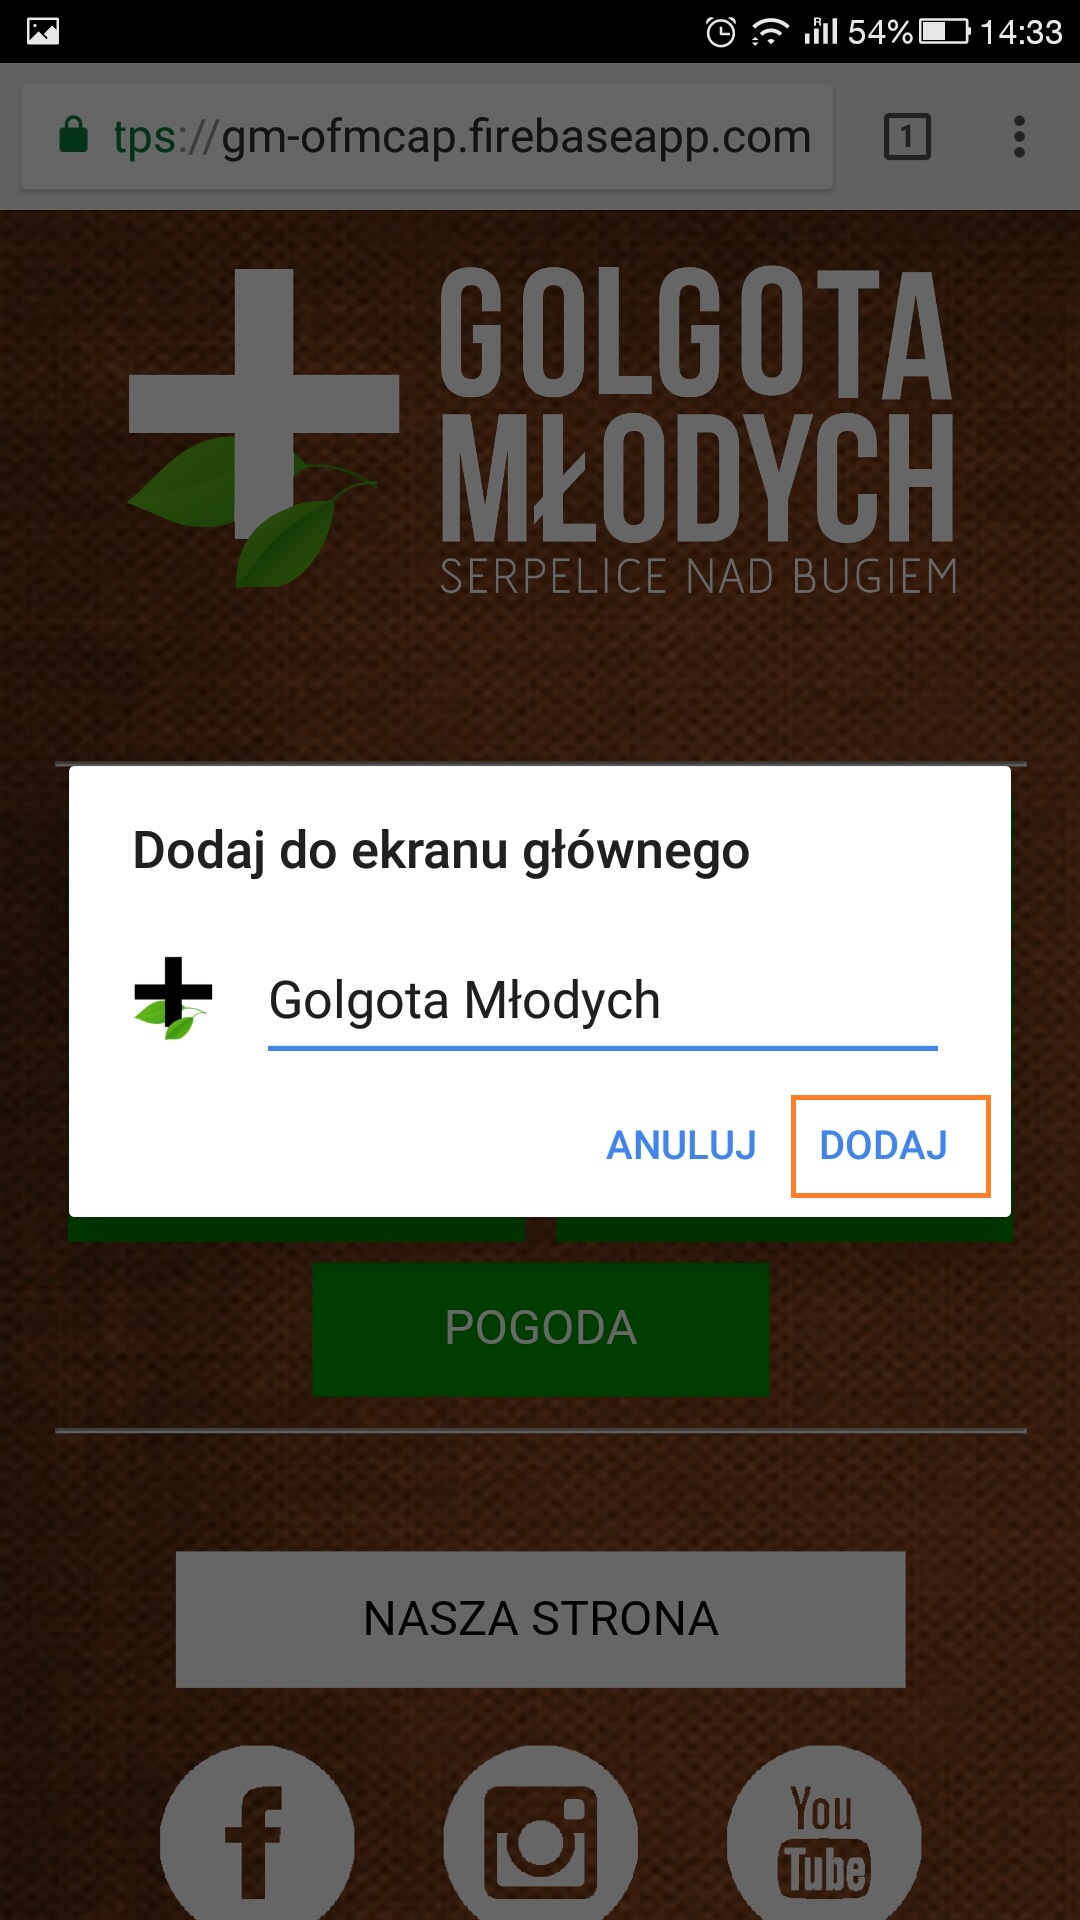 54% 14:33
tps://gm-ofmcap.firebaseapp.com 1
GOLGOTA
MŁODYCH
SERPELICE NAD BUGIEM
Dodaj do ekranu głównego
Golgota Młodych
ANULUJ DODAJ
POGODA
NASZA STRONA
You
Tube